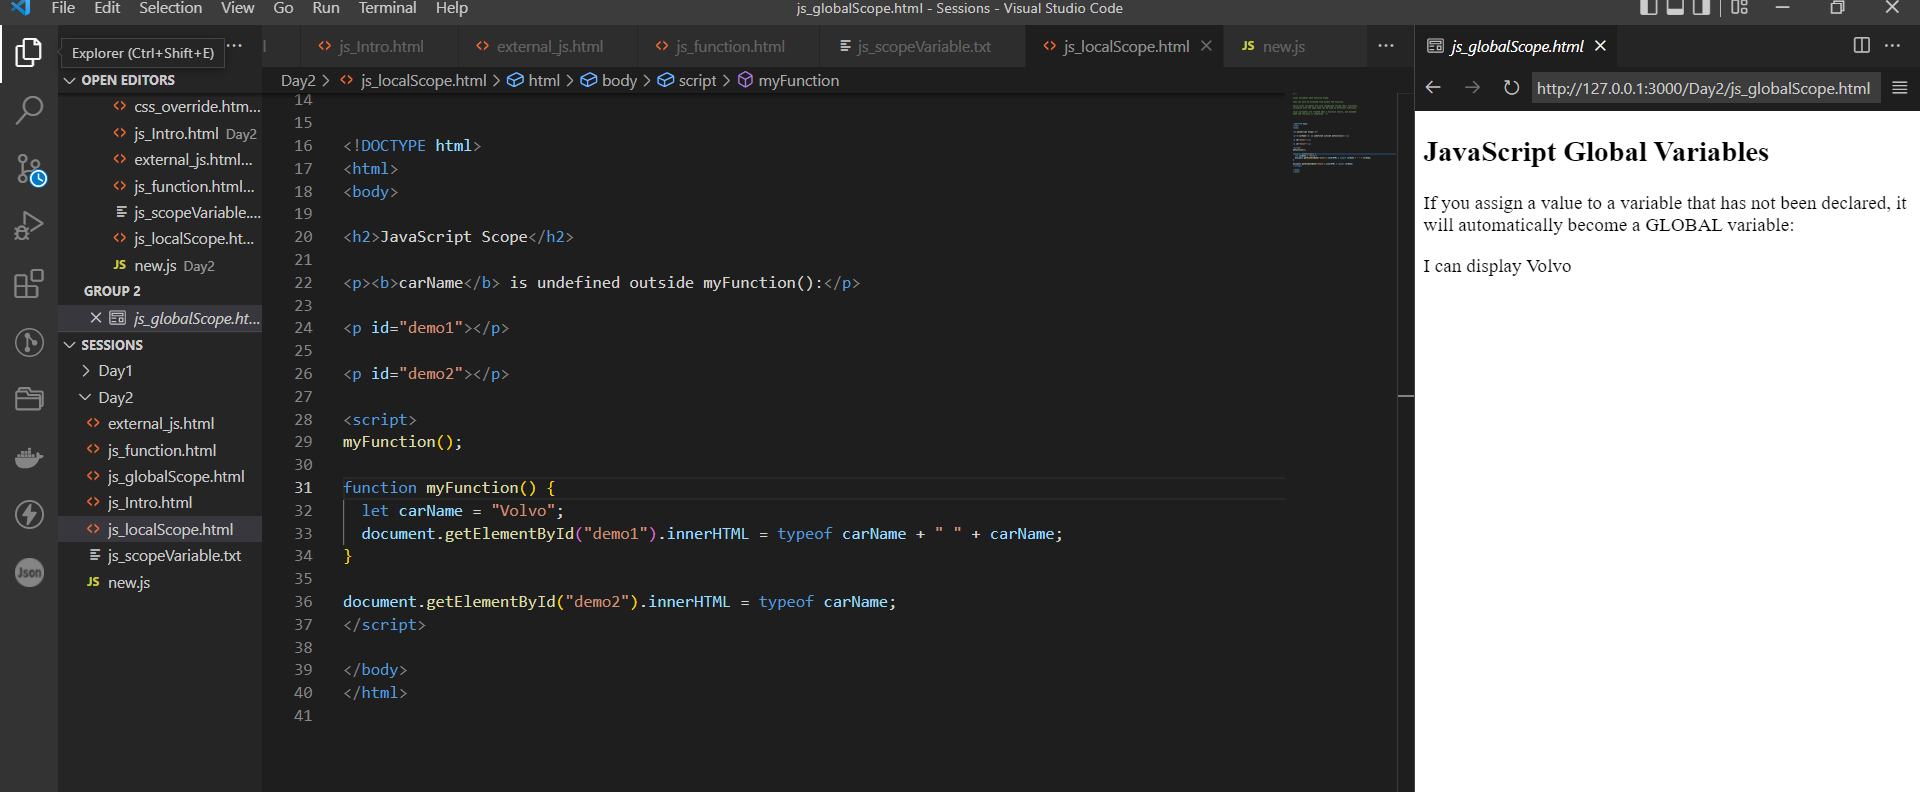 File Edit Selection View Go Run Terminal Help
js_globalScope.html - Sessions - Visual Studio Code
Explorer (Ctrl+Shift+E)
OPEN EDITORS
css_override.htm...
js_Intro.html Day2
external_js.html...
js_function.html...
js_scopeVariable....
js_localScope.ht...
JS new.js Day2
GROUP 2
js_globalScope.ht...
SESSIONS
Day1
Day2
external_js.html
js_function.html
js_globalScope.html
js_Intro.html
js_localScope.html
js_scopeVariable.txt
JS new.js
Json
js_Intro.html external_js.html js_function.html js_scopeVariable.txt js_localScope.html JS new.js
Day2 > js_localScope.html > html > body > script > myFunction
14
15
16 <!DOCTYPE html>
17 <html>
18 <body>
19
20 <h2>JavaScript Scope</h2>
21
22 <p><b>carName</b> is undefined outside myFunction():</p>
23
24 <p id="demo1"></p>
25
26 <p id="demo2"></p>
27
28 <script>
29 myFunction();
30
31 function myFunction() {
32 let carName = "Volvo";
33 document.getElementById("demo1").innerHTML = typeof carName + " " + carName;
34 }
35
36 document.getElementById("demo2").innerHTML = typeof carName;
37 </script>
38
39 </body>
40 </html>
41
js_globalScope.html
http://127.0.0.1:3000/Day2/js_globalScope.html
JavaScript Global Variables
If you assign a value to a variable that has not been declared, it
will automatically become a GLOBAL variable:
I can display Volvo